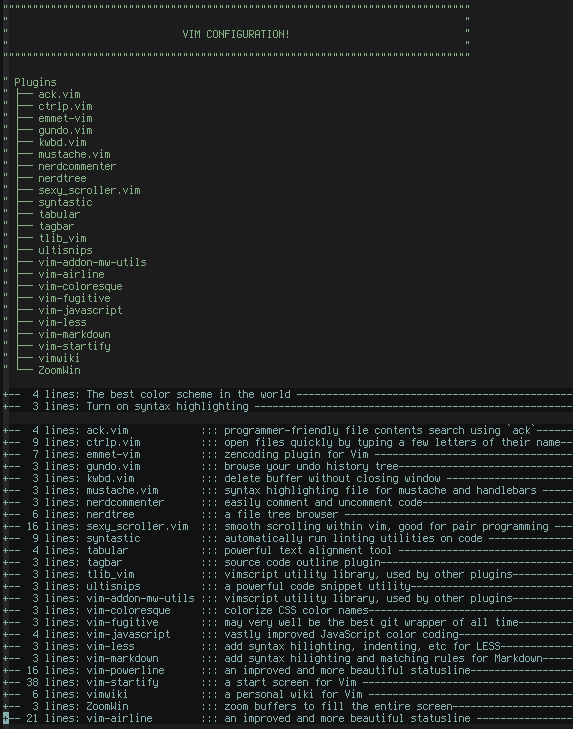 """"""""""""""""""""""""""""""""""""""""""""""""""""""""""""""""""""""""""""""
" "
" VIM CONFIGURATION! "
" "
""""""""""""""""""""""""""""""""""""""""""""""""""""""""""""""""""""""""""""""
" Plugins
" ├── ack.vim
" ├── ctrlp.vim
" ├── emmet-vim
" ├── gundo.vim
" ├── kwbd.vim
" ├── mustache.vim
" ├── nerdcommenter
" ├── nerdtree
" ├── sexy_scroller.vim
" ├── syntastic
" ├── tabular
" ├── tagbar
" ├── tlib_vim
" ├── ultisnips
" ├── vim-addon-mw-utils
" ├── vim-airline
" ├── vim-coloresque
" ├── vim-fugitive
" ├── vim-javascript
" ├── vim-less
" ├── vim-markdown
" ├── vim-startify
" ├── vimwiki
" └── ZoomWin
+-- 4 lines: The best color scheme in the world ----------
+-- 3 lines: Turn on syntax highlighting ----------
+-- 4 lines: ack.vim ::: programmer-friendly file contents search using `ack`------
+-- 9 lines: ctrlp.vim ::: open files quickly by typing a few letters of their name--
+-- 7 lines: emmet-vim ::: zencoding plugin for Vim ----------
+-- 3 lines: gundo.vim ::: browse your undo history tree----------
+-- 3 lines: kwbd.vim ::: delete buffer without closing window ----------
+-- 3 lines: mustache.vim ::: syntax highlighting file for mustache and handlebars -----
+-- 3 lines: nerdcommenter ::: easily comment and uncomment code----------
+-- 6 lines: nerdtree ::: a file tree browser ----------
+-- 16 lines: sexy_scroller.vim ::: smooth scrolling within vim, good for pair programming ---
+-- 9 lines: syntastic ::: automatically run linting utilities on code ----------
+-- 4 lines: tabular ::: powerful text alignment tool ----------
+-- 3 lines: tagbar ::: source code outline plugin----------
+-- 3 lines: tlib_vim ::: vimscript utility library, used by other plugins----------
+-- 3 lines: ultisnips ::: a powerful code snippet utility----------
+-- 3 lines: vim-addon-mw-utils ::: vimscript utility library, used by other plugins----------
+-- 3 lines: vim-coloresque ::: colorize CSS color names----------
+-- 3 lines: vim-fugitive ::: may very well be the best git wrapper of all time---------
+-- 4 lines: vim-javascript ::: vastly improved JavaScript color coding----------
+-- 3 lines: vim-less ::: add syntax hilighting, indenting, etc for LESS----------
+-- 3 lines: vim-markdown ::: add syntax hilighting and matching rules for Markdown-----
+-- 16 lines: vim-powerline ::: an improved and more beautiful statusline----------
+-- 38 lines: vim-startify ::: a start screen for Vim ----------
+-- 6 lines: vimwiki ::: a personal wiki for Vim ----------
+-- 3 lines: ZoomWin ::: zoom buffers to fill the entire screen----------
+-- 21 lines: vim-airline ::: an improved and more beautiful statusline ----------